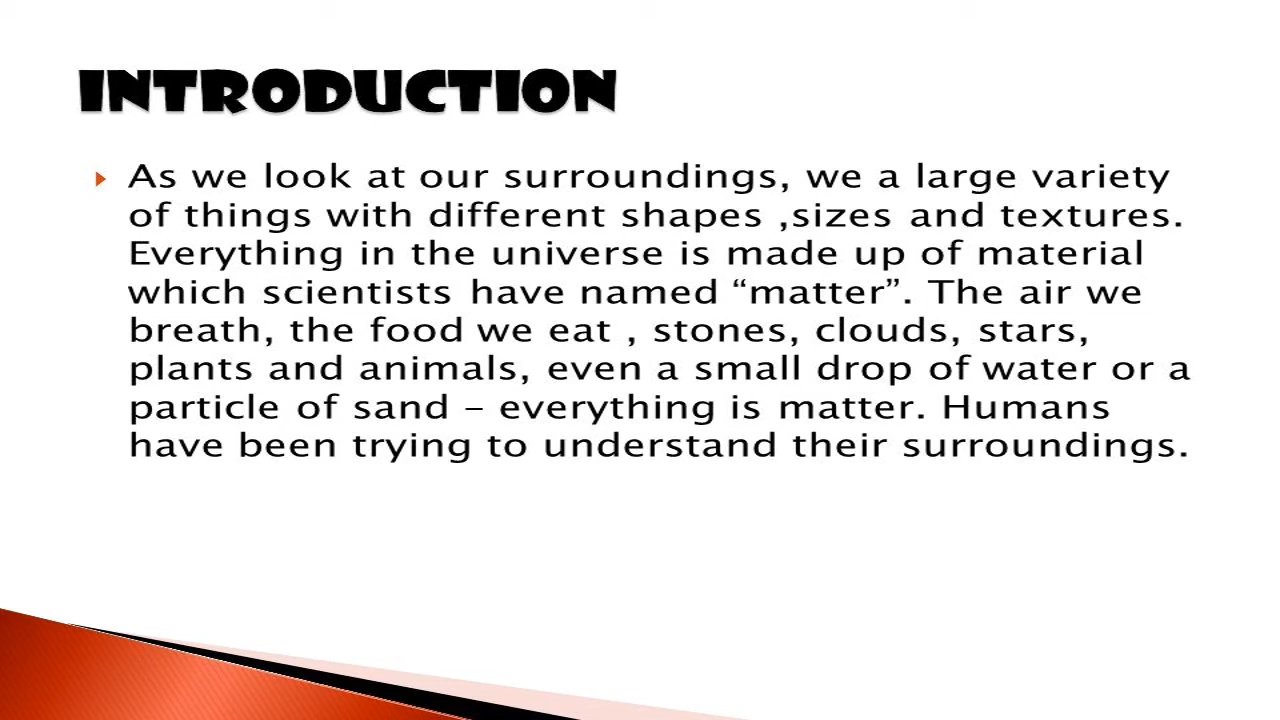 INTRODUCTION
As we look at our surroundings, we a large variety
of things with different shapes ,sizes and textures.
Everything in the universe is made up of material
which scientists have named “matter”. The air we
breath, the food we eat , stones, clouds, stars,
plants and animals, even a small drop of water or a
particle of sand – everything is matter. Humans
have been trying to understand their surroundings.